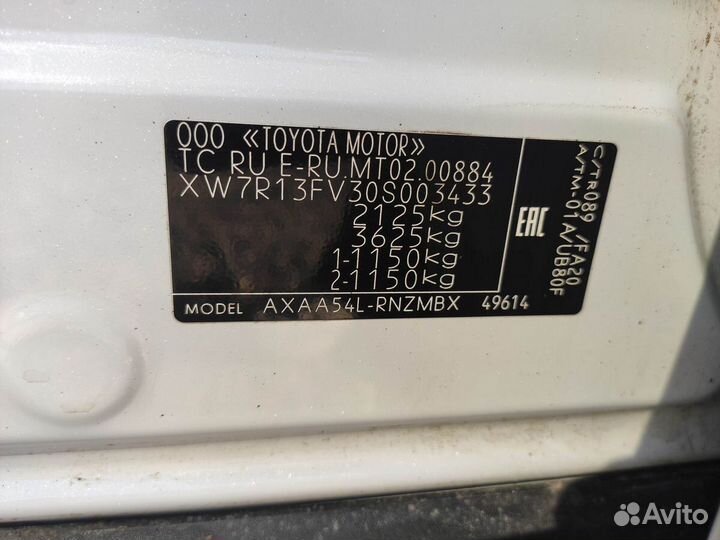 ООО «TOYOTA MOTOR»
TC RU E-RU.MT02.00884
XW7R13FV30S003433
2125kg
3625kg
1-1150kg
2-1150kg
MODEL AXAA54L-RNZMBX 49614
EAC
C/TR089 /FA20
A/TM-01A/UB80F
Avito